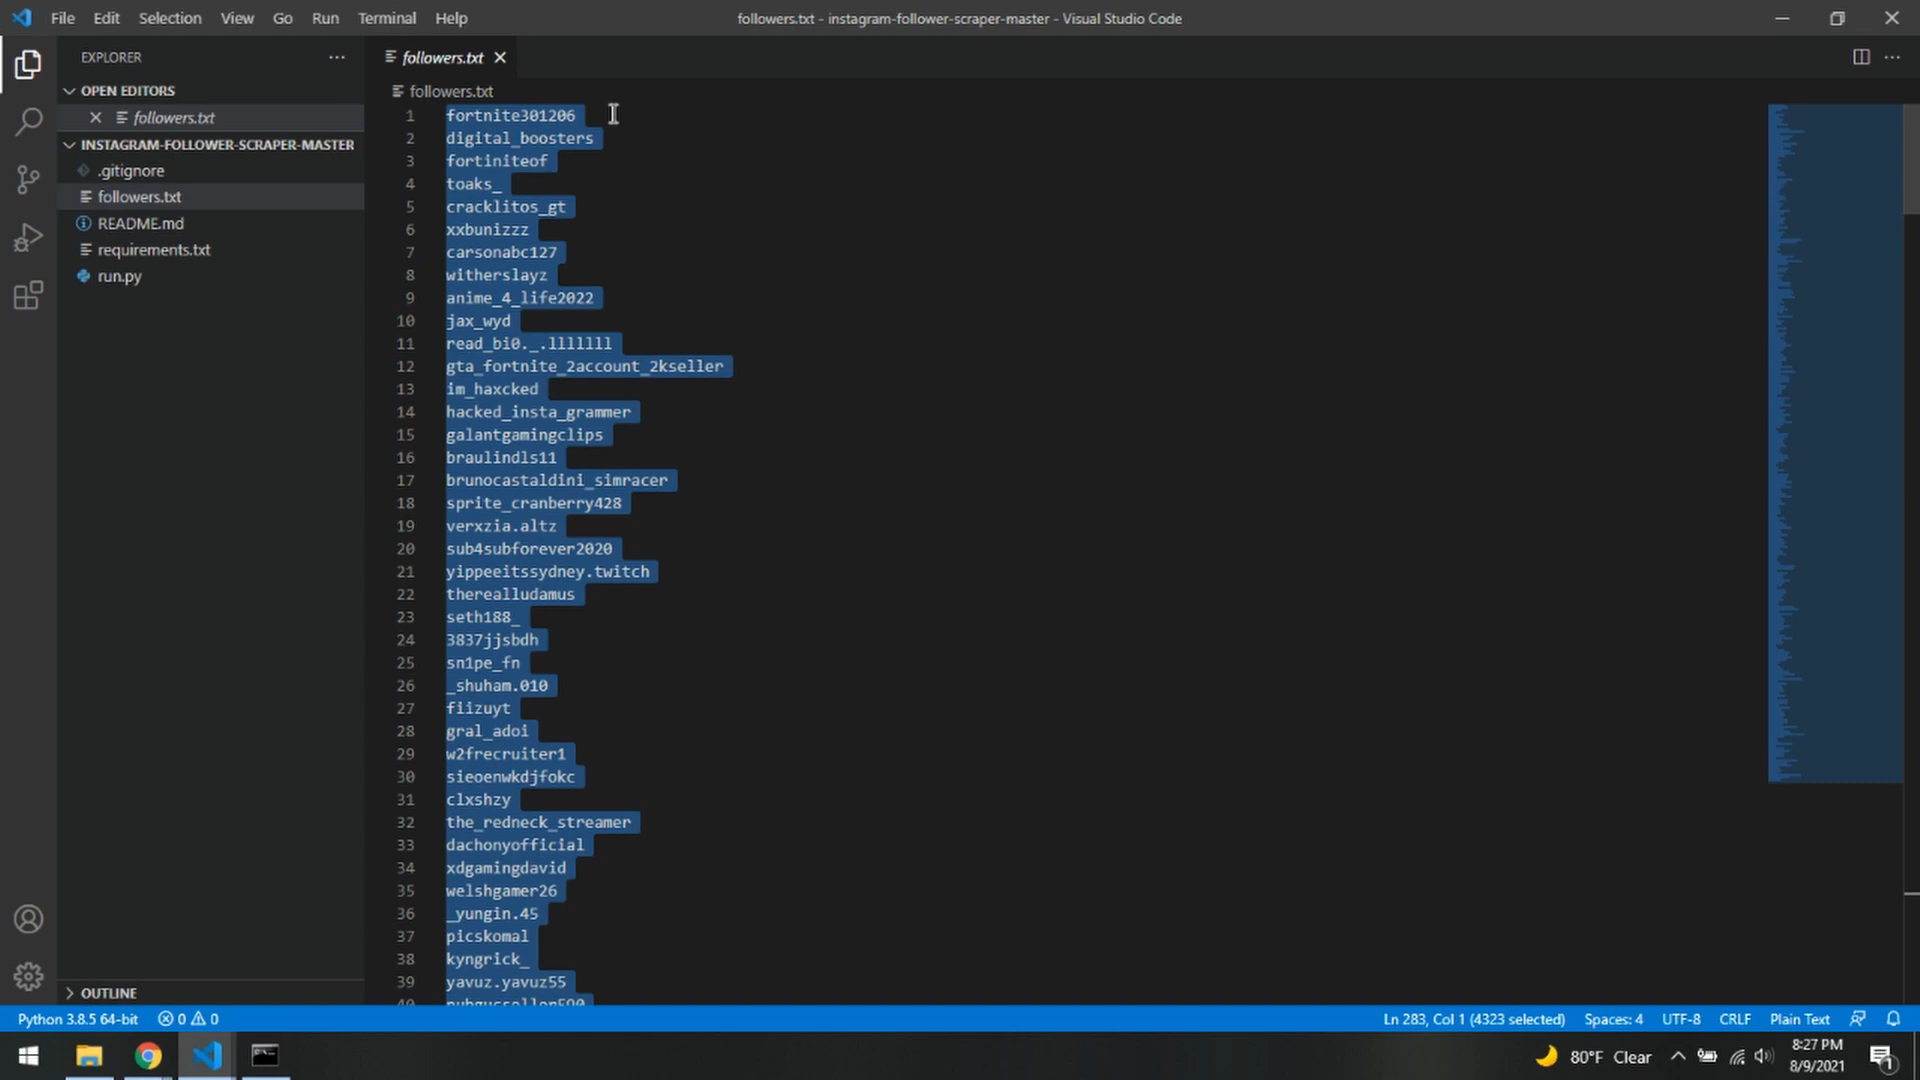 File Edit Selection View Go Run Terminal Help
followers.txt - instagram-follower-scraper-master - Visual Studio Code
EXPLORER
followers.txt
OPEN EDITORS
followers.txt
followers.txt
INSTAGRAM-FOLLOWER-SCRAPER-MASTER
.gitignore
followers.txt
README.md
requirements.txt
run.py
1 fortnite301206
2 digital_boosters
3 fortiniteof
4 toaks_
5 cracklitos_gt
6 xxbunizzz
7 carsonabc127
8 witherslayz
9 anime_4_life2022
10 jax_wyd
11 read_bi0._.lllllll
12 gta_fortnite_2account_2kseller
13 im_haxcked
14 hacked_insta_grammer
15 galantgamingclips
16 braulindls11
17 brunocastaldini_simracer
18 sprite_cranberry428
19 verxzia.altz
20 sub4subforever2020
21 yippeeitssydney.twitch
22 therealludamus
23 seth188_
24 3837jjsbdh
25 sn1pe_fn
26 _shuham.010
27 fiizuyt
28 gral_adoi
29 w2frecruiter1
30 sieoenwkdjfokc
31 clxshzy
32 the_redneck_streamer
33 dachonyofficial
34 xdgamingdavid
35 welshgamer26
36 _yungin.45
37 picskomal
38 kyngrick_
39 yavuz.yavuz55
OUTLINE
Python 3.8.5 64-bit 0 0
Ln 283, Col 1 (4323 selected) Spaces: 4 UTF-8 CRLF Plain Text
80°F Clear
8:27 PM
8/9/2021
1